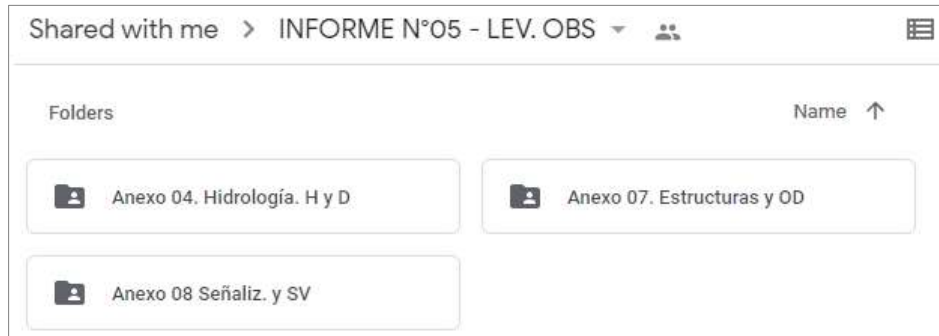 Shared with me > INFORME N°05 - LEV. OBS
Folders Name ↑
Anexo 04. Hidrología. H y D Anexo 07. Estructuras y OD
Anexo 08 Señaliz. y SV